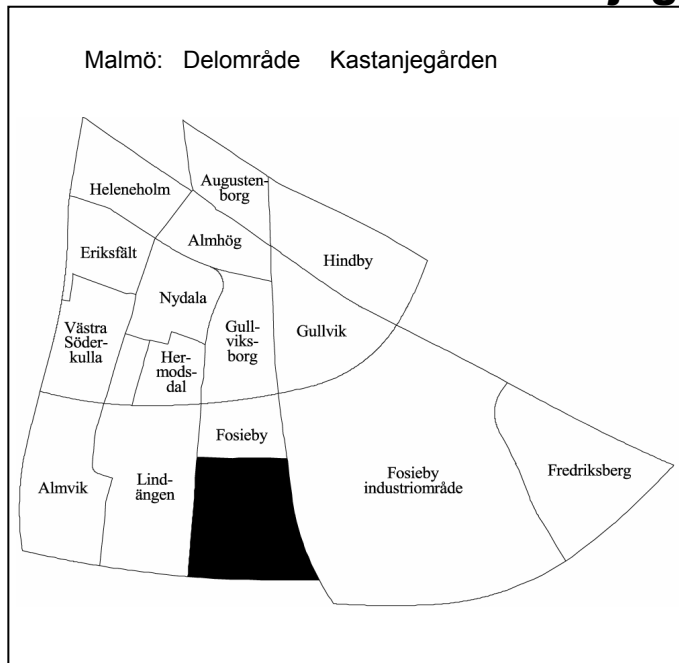 Malmö: Delområde Kastanjegården
Heleneholm
Augusten-
borg
Almhög
Eriksfält
Hindby
Nydala
Västra
Söder-
kulla
Gull-
viks-
borg
Gullvik
Her-
mods-
dal
Fosieby
Almvik
Lind-
ängen
Fosieby
industriområde
Fredriksberg